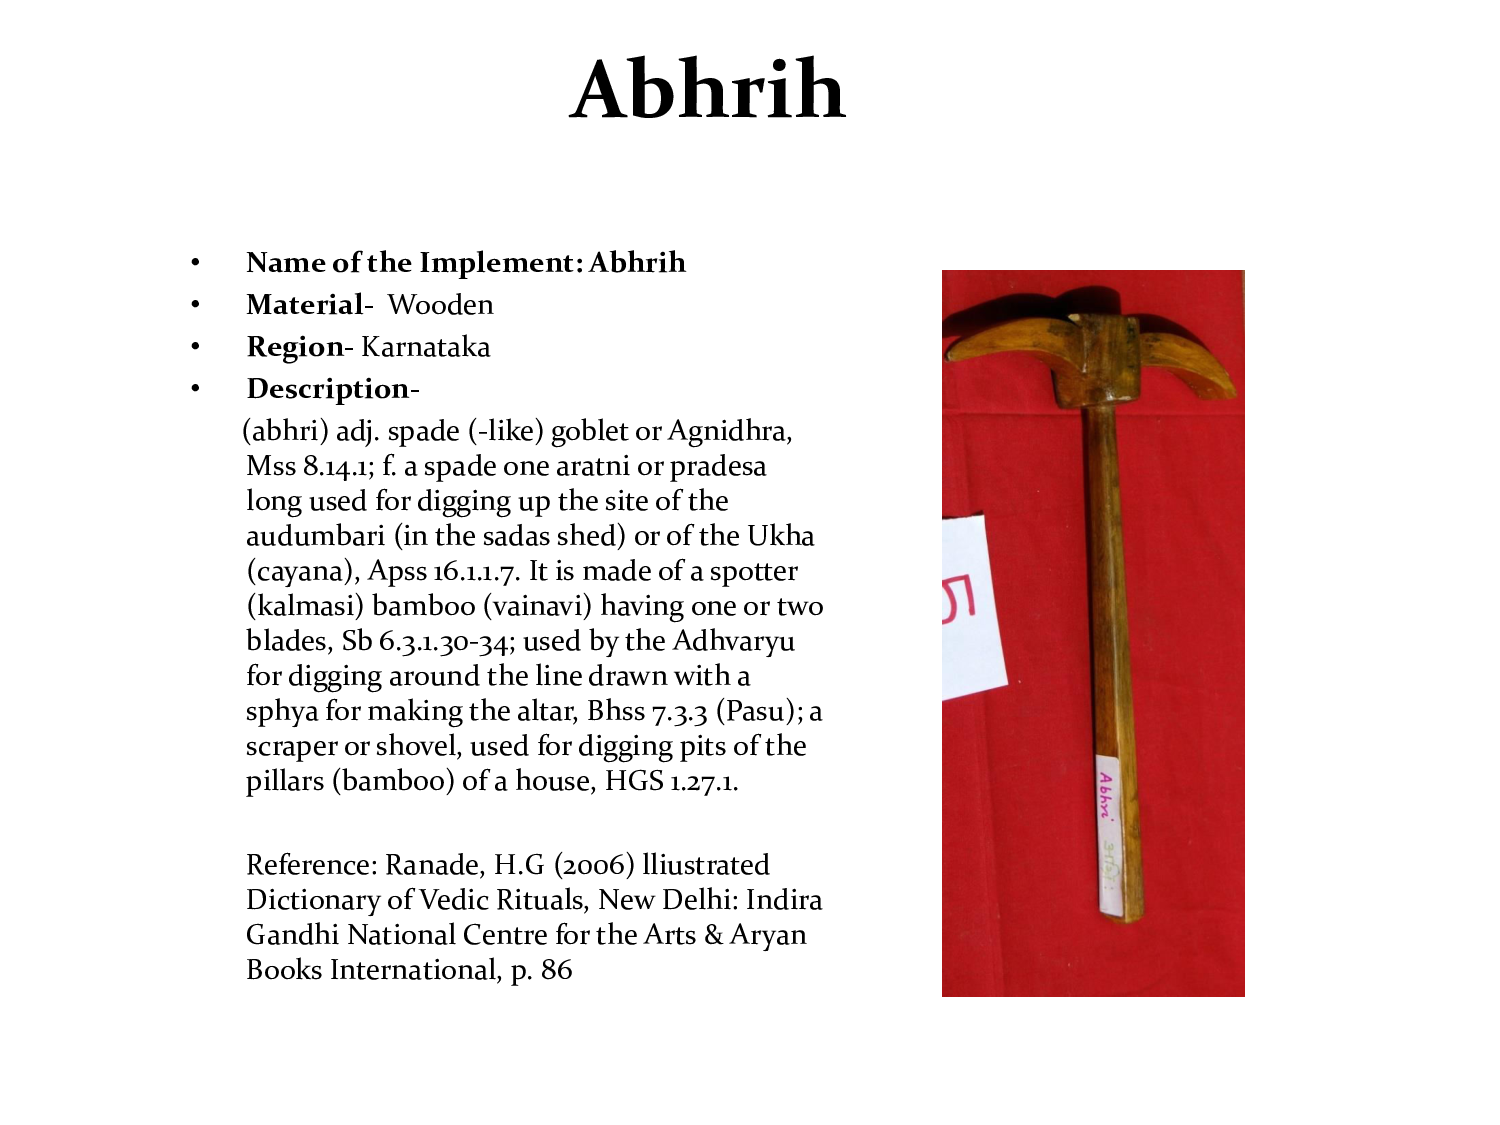 Abhrih
• Name of the Implement: Abhrih
• Material- Wooden
• Region- Karnataka
• Description-
(abhri) adj. spade (-like) goblet or Agnidhra,
Mss 8.14.1; f. a spade one aratni or pradesa
long used for digging up the site of the
audumbari (in the sadas shed) or of the Ukha
(cayana), Apss 16.1.1.7. It is made of a spotter
(kalmasi) bamboo (vainavi) having one or two
blades, Sb 6.3.1.30-34; used by the Adhvaryu
for digging around the line drawn with a
sphya for making the altar, Bhss 7.3.3 (Pasu); a
scraper or shovel, used for digging pits of the
pillars (bamboo) of a house, HGS 1.27.1.
Reference: Ranade, H.G (2006) lliustrated
Dictionary of Vedic Rituals, New Delhi: Indira
Gandhi National Centre for the Arts & Aryan
Books International, p. 86
Abhri